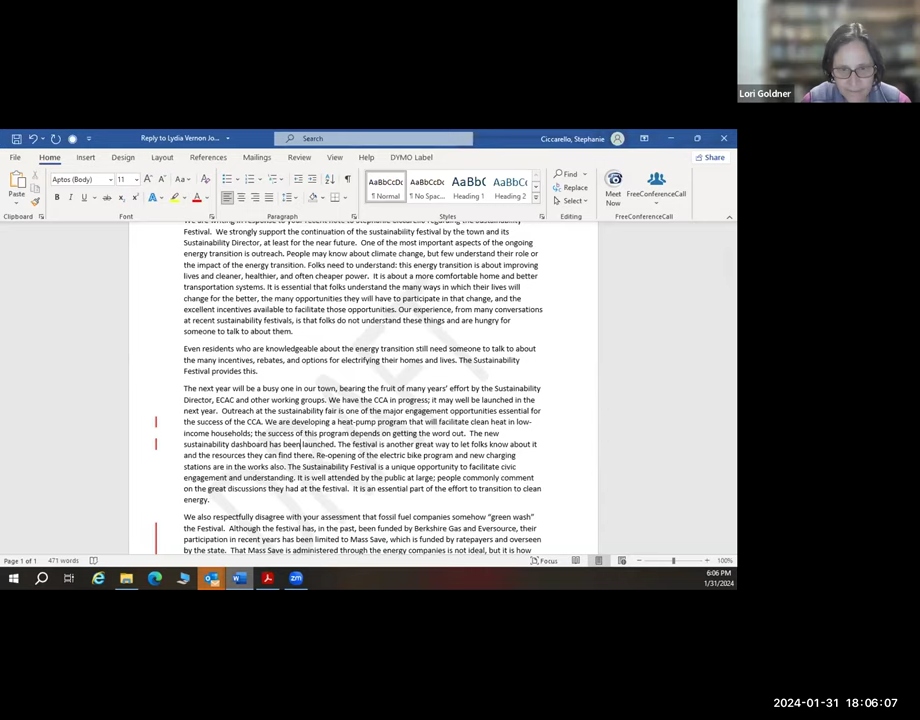 Lori Goldner
Reply to Lydia Vernon Jo...
Search
Ciccarello, Stephanie
File Home Insert Design Layout References Mailings Review View Help DYMO Label
Share
Paste
Aptos (Body) 11
Aa
B I U
AaBbCcDc AaBbCcDc AaBbC AaBbCc
Normal No Spac... Heading 1 Heading 2
Find
Replace
Select
Meet Now
FreeConferenceCall
Clipboard Font Paragraph Styles Editing FreeConferenceCall
Festival. We strongly support the continuation of the sustainability festival by the town and its
Sustainability Director, at least for the near future. One of the most important aspects of the ongoing
energy transition is outreach. People may know about climate change, but few understand their role or
the impact of the energy transition. Folks need to understand: this energy transition is about improving
lives and cleaner, healthier, and often cheaper power. It is about a more comfortable home and better
transportation systems. It is essential that folks understand the many ways in which their lives will
change for the better, the many opportunities they will have to participate in that change, and the
excellent incentives available to facilitate those opportunities. Our experience, from many conversations
at recent sustainability festivals, is that folks do not understand these things and are hungry for
someone to talk to about them.
Even residents who are knowledgeable about the energy transition still need someone to talk to about
the many incentives, rebates, and options for electrifying their homes and lives. The Sustainability
Festival provides this.
The next year will be a busy one in our town, bearing the fruit of many years' effort by the Sustainability
Director, ECAC and other working groups. We have the CCA in progress; it may well be launched in the
next year. Outreach at the sustainability fair is one of the major engagement opportunities essential for
the success of the CCA. We are developing a heat-pump program that will facilitate clean heat in low-
income households; the success of this program depends on getting the word out. The new
sustainability dashboard has been launched. The festival is another great way to let folks know about it
and the resources they can find there. Re-opening of the electric bike program and new charging
stations are in the works also. The Sustainability Festival is a unique opportunity to facilitate civic
engagement and understanding. It is well attended by the public at large; people commonly comment
on the great discussions they had at the festival. It is an essential part of the effort to transition to clean
energy.
We also respectfully disagree with your assessment that fossil fuel companies somehow "green wash"
the Festival. Although the festival has, in the past, been funded by Berkshire Gas and Eversource, their
participation in recent years has been limited to Mass Save, which is funded by ratepayers and overseen
by the state. That Mass Save is administered through the energy companies is not ideal, but it is how
DRAFT
Page 1 of 1 471 words
Focus
100%
6:06 PM
1/31/2024
2024-01-31 18:06:07